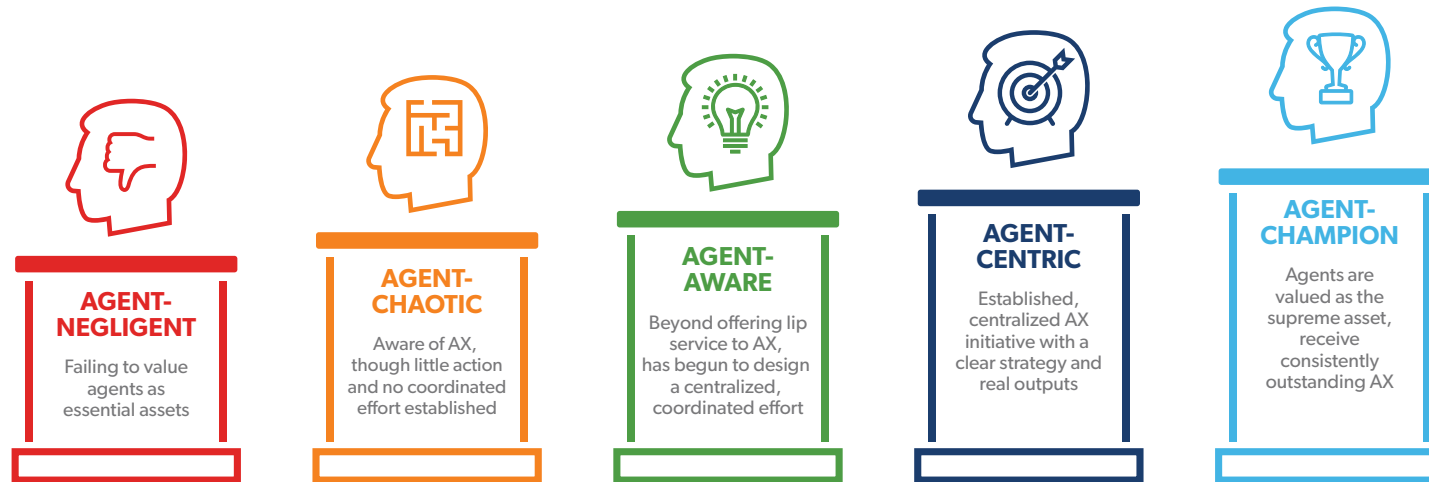 AGENT-
NEGLIGENT
Failing to value
agents as
essential assets
AGENT-
CHAOTIC
Aware of AX,
though little action
and no coordinated
effort established
AGENT-
AWARE
Beyond offering lip
service to AX,
has begun to design
a centralized,
coordinated effort
AGENT-
CENTRIC
Established,
centralized AX
initiative with a
clear strategy and
real outputs
AGENT-
CHAMPION
Agents are
valued as the
supreme asset,
receive
consistently
outstanding AX